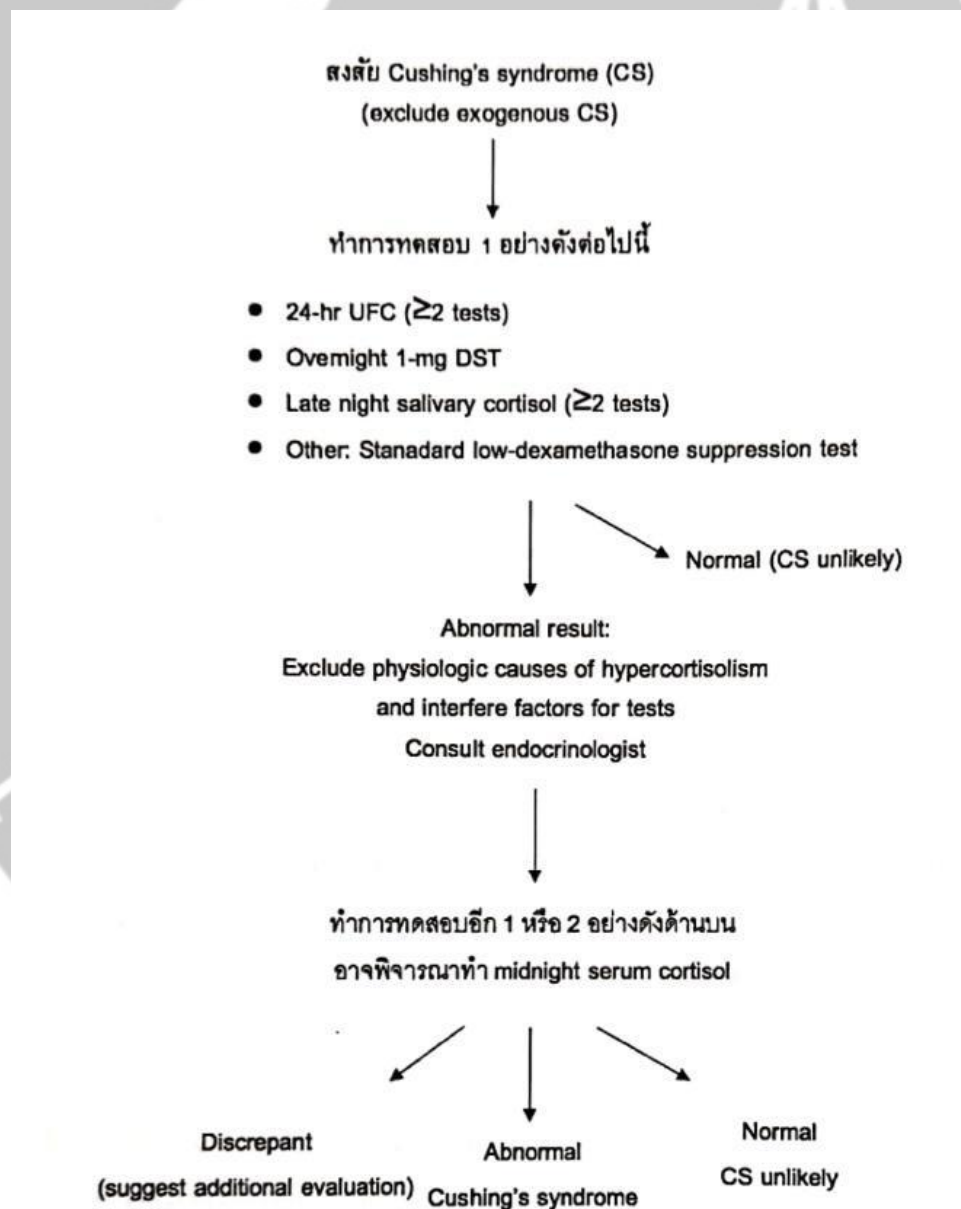 สงสัย Cushing's syndrome (CS)
(exclude exogenous CS)
ทำการทดสอบ 1 อย่างดังต่อไปนี้
● 24-hr UFC (≥2 tests)
● Overnight 1-mg DST
● Late night salivary cortisol (≥2 tests)
● Other: Stanadard low-dexamethasone suppression test
Normal (CS unlikely)
Abnormal result:
Exclude physiologic causes of hypercortisolism
and interfere factors for tests
Consult endocrinologist
ทำการทดสอบอีก 1 หรือ 2 อย่างดังด้านบน
อาจพิจารณาทำ midnight serum cortisol
Discrepant
(suggest additional evaluation)
Abnormal
Cushing's syndrome
Normal
CS unlikely